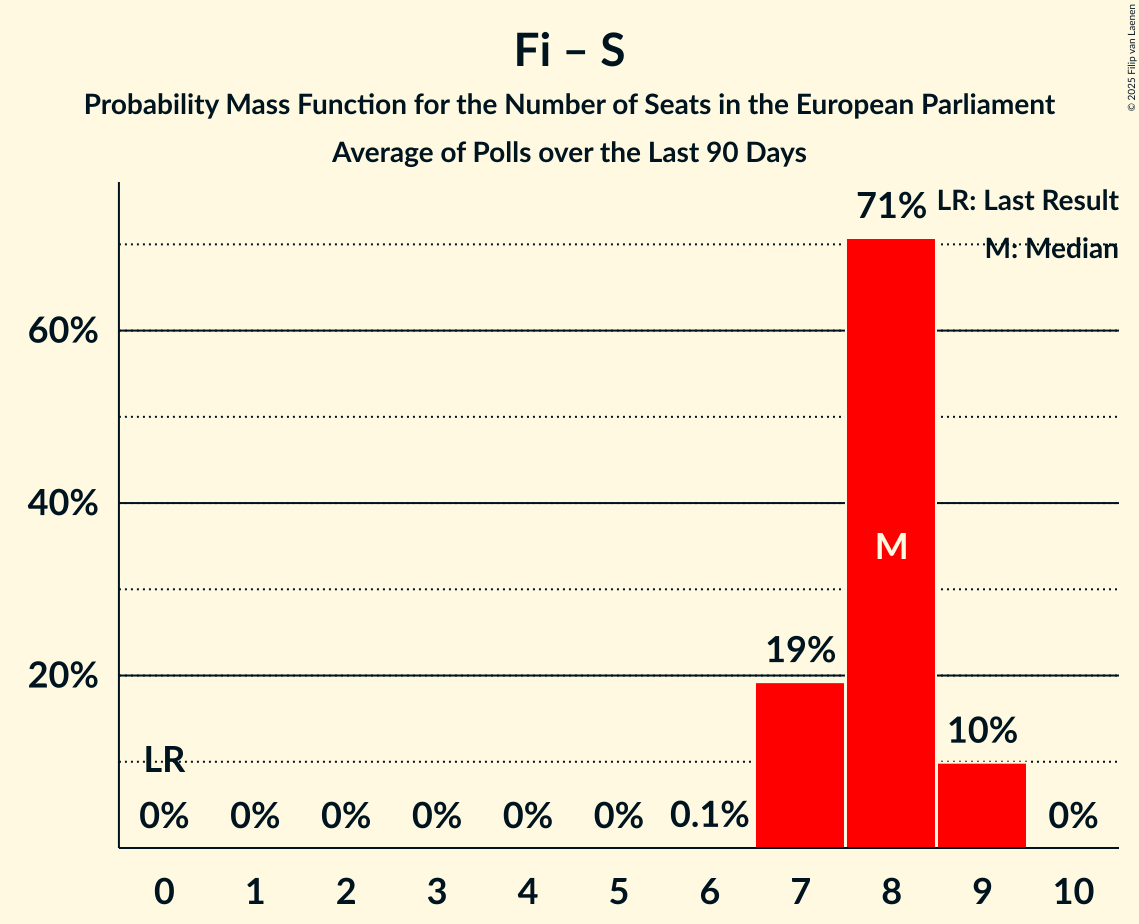 Fi – S
Probability Mass Function for the Number of Seats in the European Parliament
Average of Polls over the Last 90 Days
© 2025 Filip van Laenen
71%
LR: Last Result
M: Median
60%
40%
M
19%
20%
10%
LR
0% 0% 0% 0% 0% 0% 0.1% 0%
0 1 2 3 4 5 6 7 8 9 10